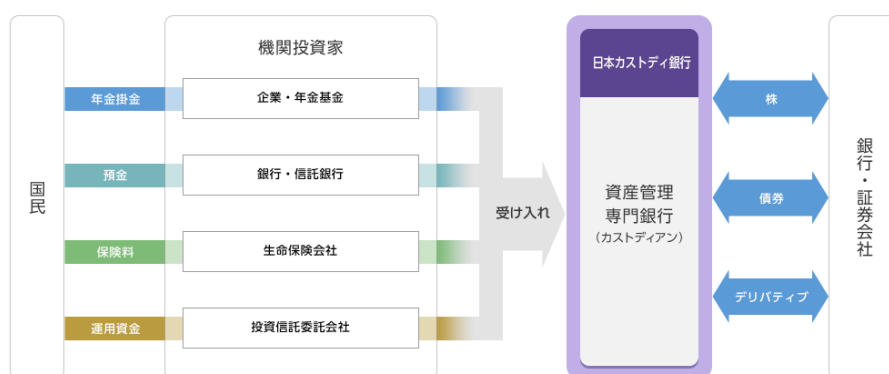 国民
機関投資家
年金掛金
企業・年金基金
預金
銀行・信託銀行
保険料
生命保険会社
運用資金
投資信託委託会社
受け入れ
日本カストディ銀行
資産管理
専門銀行
（カストディアン）
株
債券
デリバティブ
銀行・証券会社